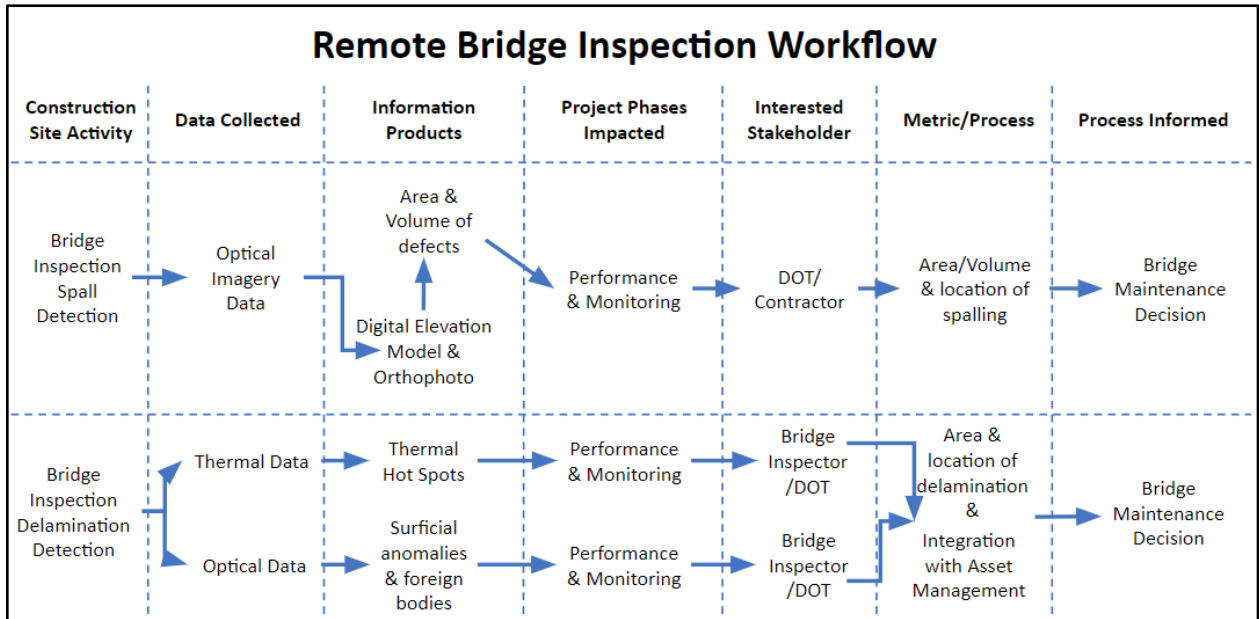 Remote Bridge Inspection Workflow
Construction
Site Activity
Data Collected
Information
Products
Project Phases
Impacted
Interested
Stakeholder
Metric/Process
Process Informed
Bridge
Inspection
Spall
Detection
Optical
Imagery
Data
Area &
Volume of
defects
Digital Elevation
Model &
Orthophoto
Performance
& Monitoring
DOT/
Contractor
Area/Volume
& location of
spalling
Bridge
Maintenance
Decision
Bridge
Inspection
Delamination
Detection
Thermal Data
Thermal
Hot Spots
Performance
& Monitoring
Bridge
Inspector
/DOT
Optical Data
Surficial
anomalies
& foreign
bodies
Performance
& Monitoring
Bridge
Inspector
/DOT
Area &
location of
delamination
&
Integration
with Asset
Management
Bridge
Maintenance
Decision